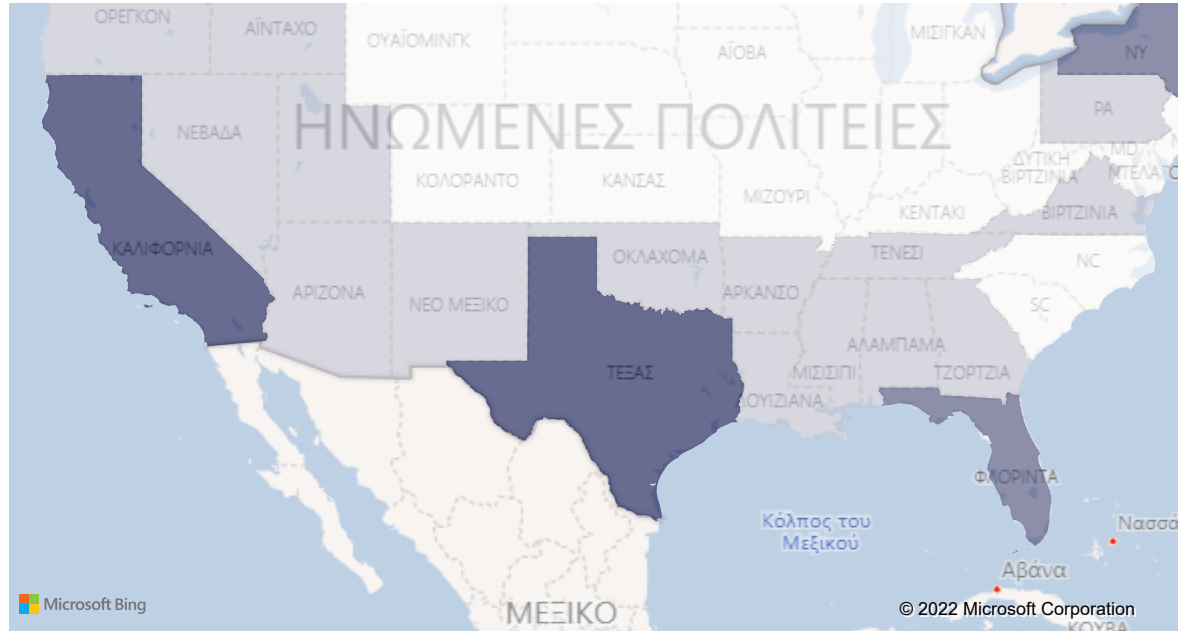 ΟΡΕΓΚΟΝ
ΑΪΝΤΑΧΟ
ΟΥΑΪΟΜΙΝΓΚ
ΑΪΟΒΑ
ΜΙΣΙΓΚΑΝ
ΝΥ
ΗΝΩΜΕΝΕΣ ΠΟΛΙΤΕΙΕΣ
ΝΕΒΑΔΑ
PA
ΚΟΛΟΡΑΝΤΟ
ΚΑΝΣΑΣ
ΜΙΖΟΥΡΙ
ΔΥΤΙΚΗ
ΒΙΡΤΖΙΝΙΑ
MD
ΝΤΕΛΑ
ΚΕΝΤΑΚΙ
ΒΙΡΤΖΙΝΙΑ
ΚΑΛΙΦΟΡΝΙΑ
ΟΚΛΑΧΟΜΑ
ΤΕΝΕΣΙ
NC
ΑΡΙΖΟΝΑ
ΝΕΟ ΜΕΞΙΚΟ
ΑΡΚΑΝΣΟ
SC
ΑΛΑΜΠΑΜΑ
ΤΕΞΑΣ
ΜΙΣΙΣΙΠΙ
ΤΖΟΡΤΖΙΑ
ΛΟΥΙΖΙΑΝΑ
ΦΛΟΡΙΝΤΑ
Κόλπος του
Μεξικού
Νασσά
Αβάνα
ΜΕΞΙΚΟ
ΚΟΥΒΑ
Microsoft Bing
© 2022 Microsoft Corporation